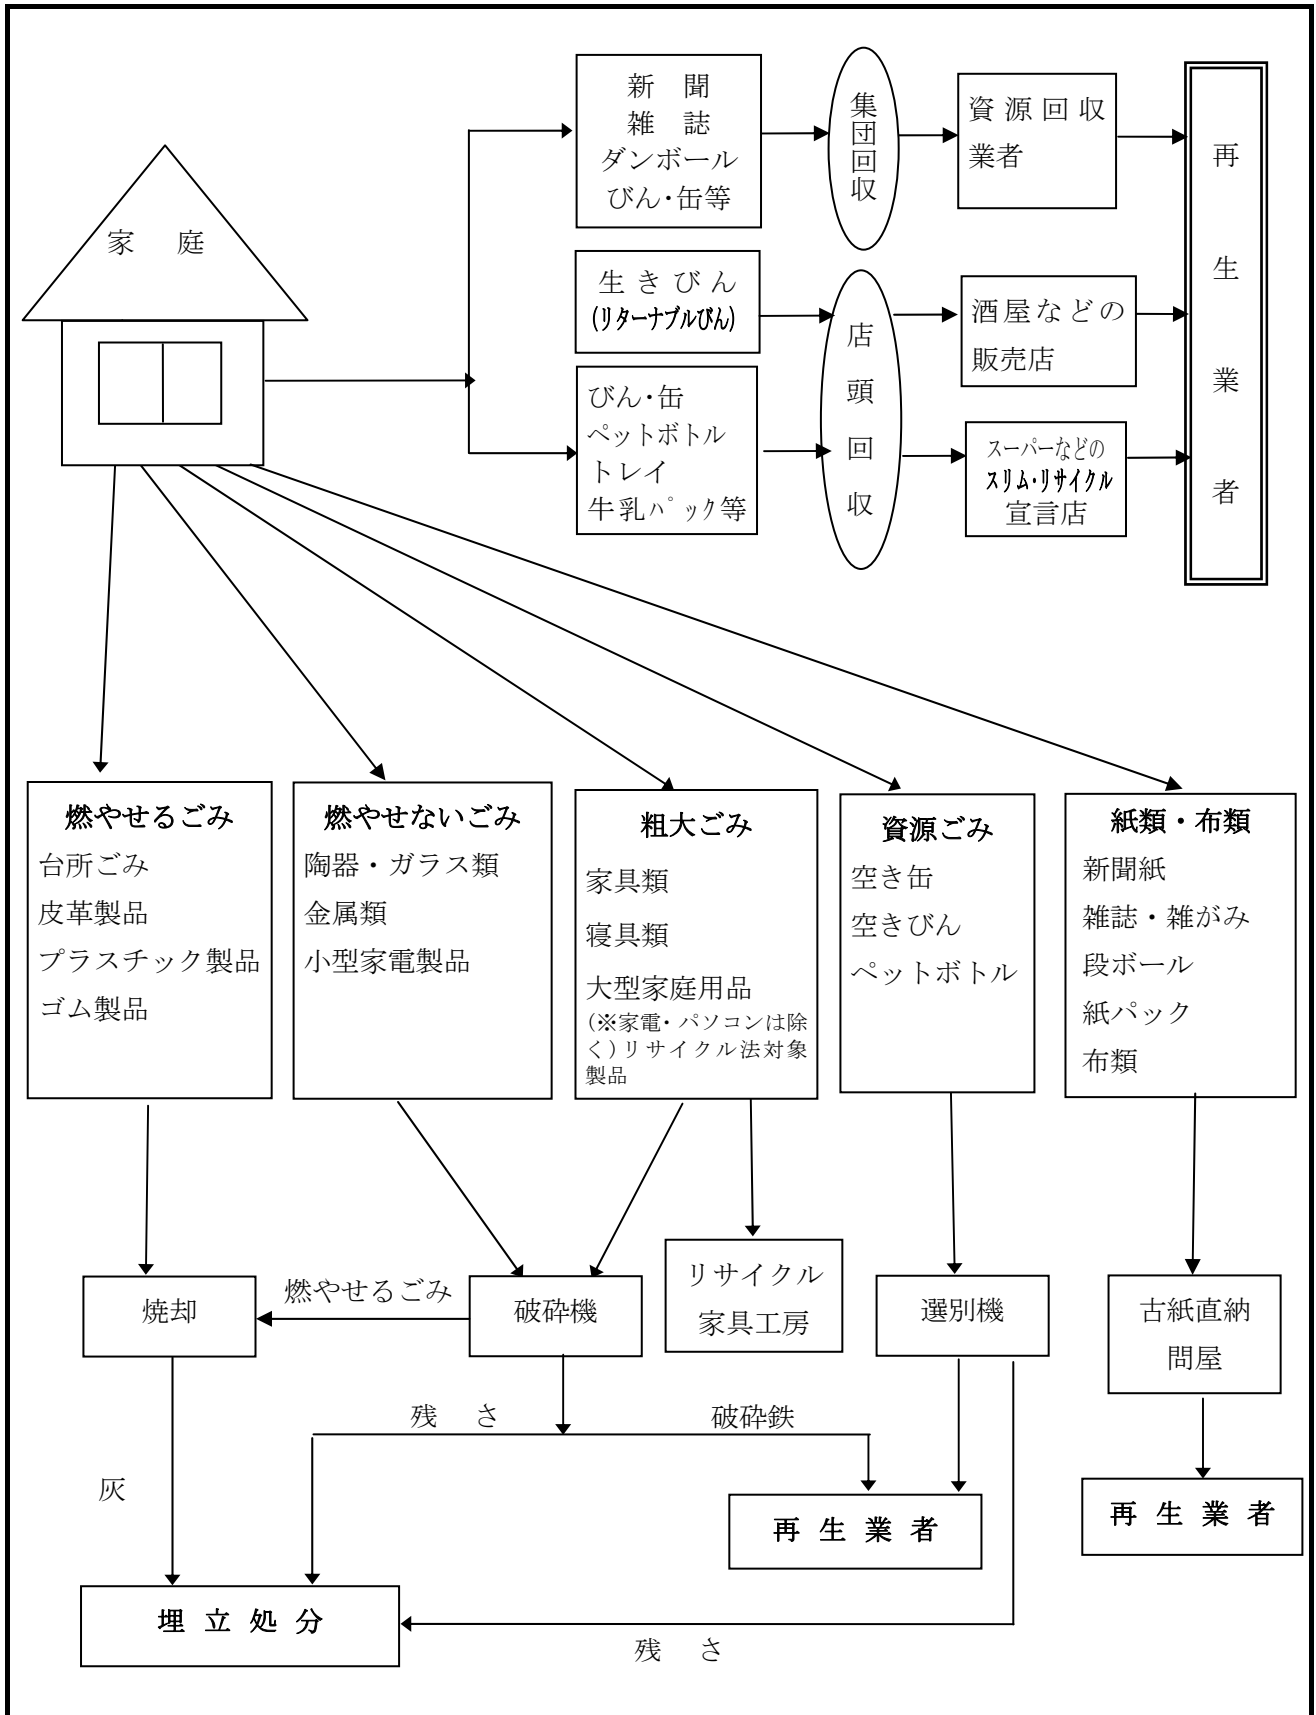 家　庭
新　聞
雑　誌
ダンボール
びん・缶等
集団回収
資源回収
業者
再生業者
生きびん
(リターナブルびん)
店頭回収
酒屋などの
販売店
びん・缶
ペットボトル
トレイ
牛乳パック等
スーパーなどの
スリム・リサイクル
宣言店
燃やせるごみ
台所ごみ
皮革製品
プラスチック製品
ゴム製品
燃やせないごみ
陶器・ガラス類
金属類
小型家電製品
粗大ごみ
家具類
寝具類
大型家庭用品
(※家電・パソコンは除
く)リサイクル法対象
製品
資源ごみ
空き缶
空きびん
ペットボトル
紙類・布類
新聞紙
雑誌・雑がみ
段ボール
紙パック
布類
焼却
燃やせるごみ
破砕機
リサイクル
家具工房
選別機
古紙直納
問屋
残　さ
破砕鉄
灰
再生業者
再生業者
埋立処分
残　さ